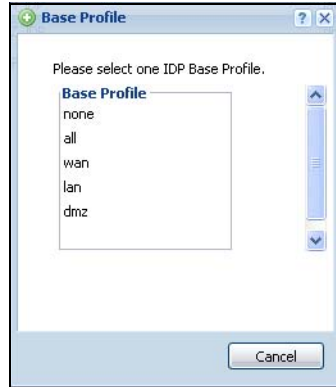 Base Profile
? X
Please select one IDP Base Profile.
Base Profile
none
all
wan
lan
dmz
Cancel